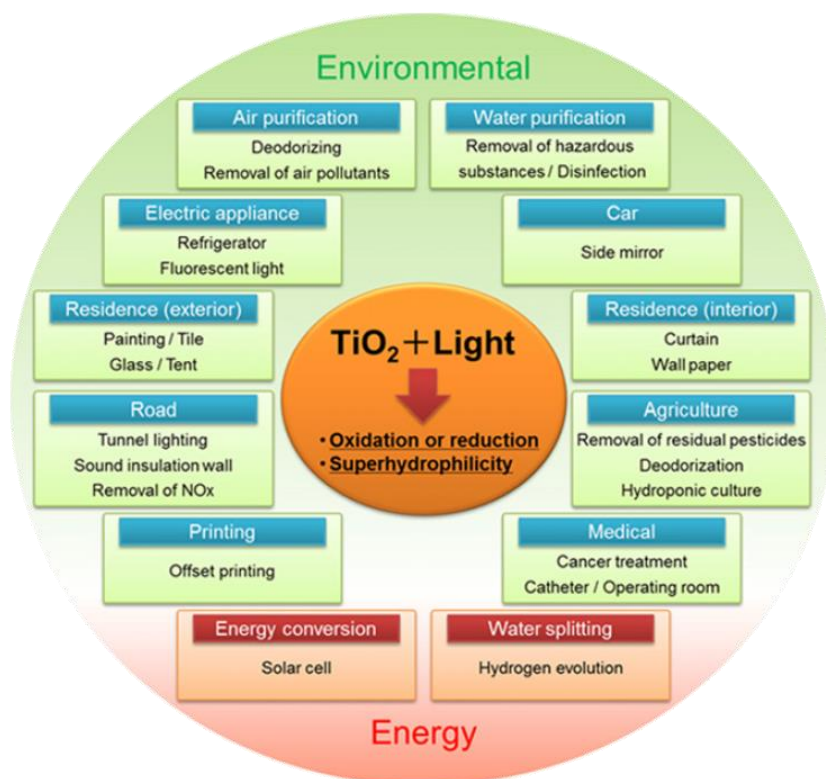 Environmental
Air purification
Deodorizing
Removal of air pollutants
Water purification
Removal of hazardous
substances / Disinfection
Electric appliance
Refrigerator
Fluorescent light
Car
Side mirror
Residence (exterior)
Painting / Tile
Glass / Tent
TiO₂+Light
• Oxidation or reduction
• Superhydrophilicity
Residence (interior)
Curtain
Wall paper
Road
Tunnel lighting
Sound insulation wall
Removal of NOx
Agriculture
Removal of residual pesticides
Deodorization
Hydroponic culture
Printing
Offset printing
Medical
Cancer treatment
Catheter / Operating room
Energy conversion
Solar cell
Water splitting
Hydrogen evolution
Energy